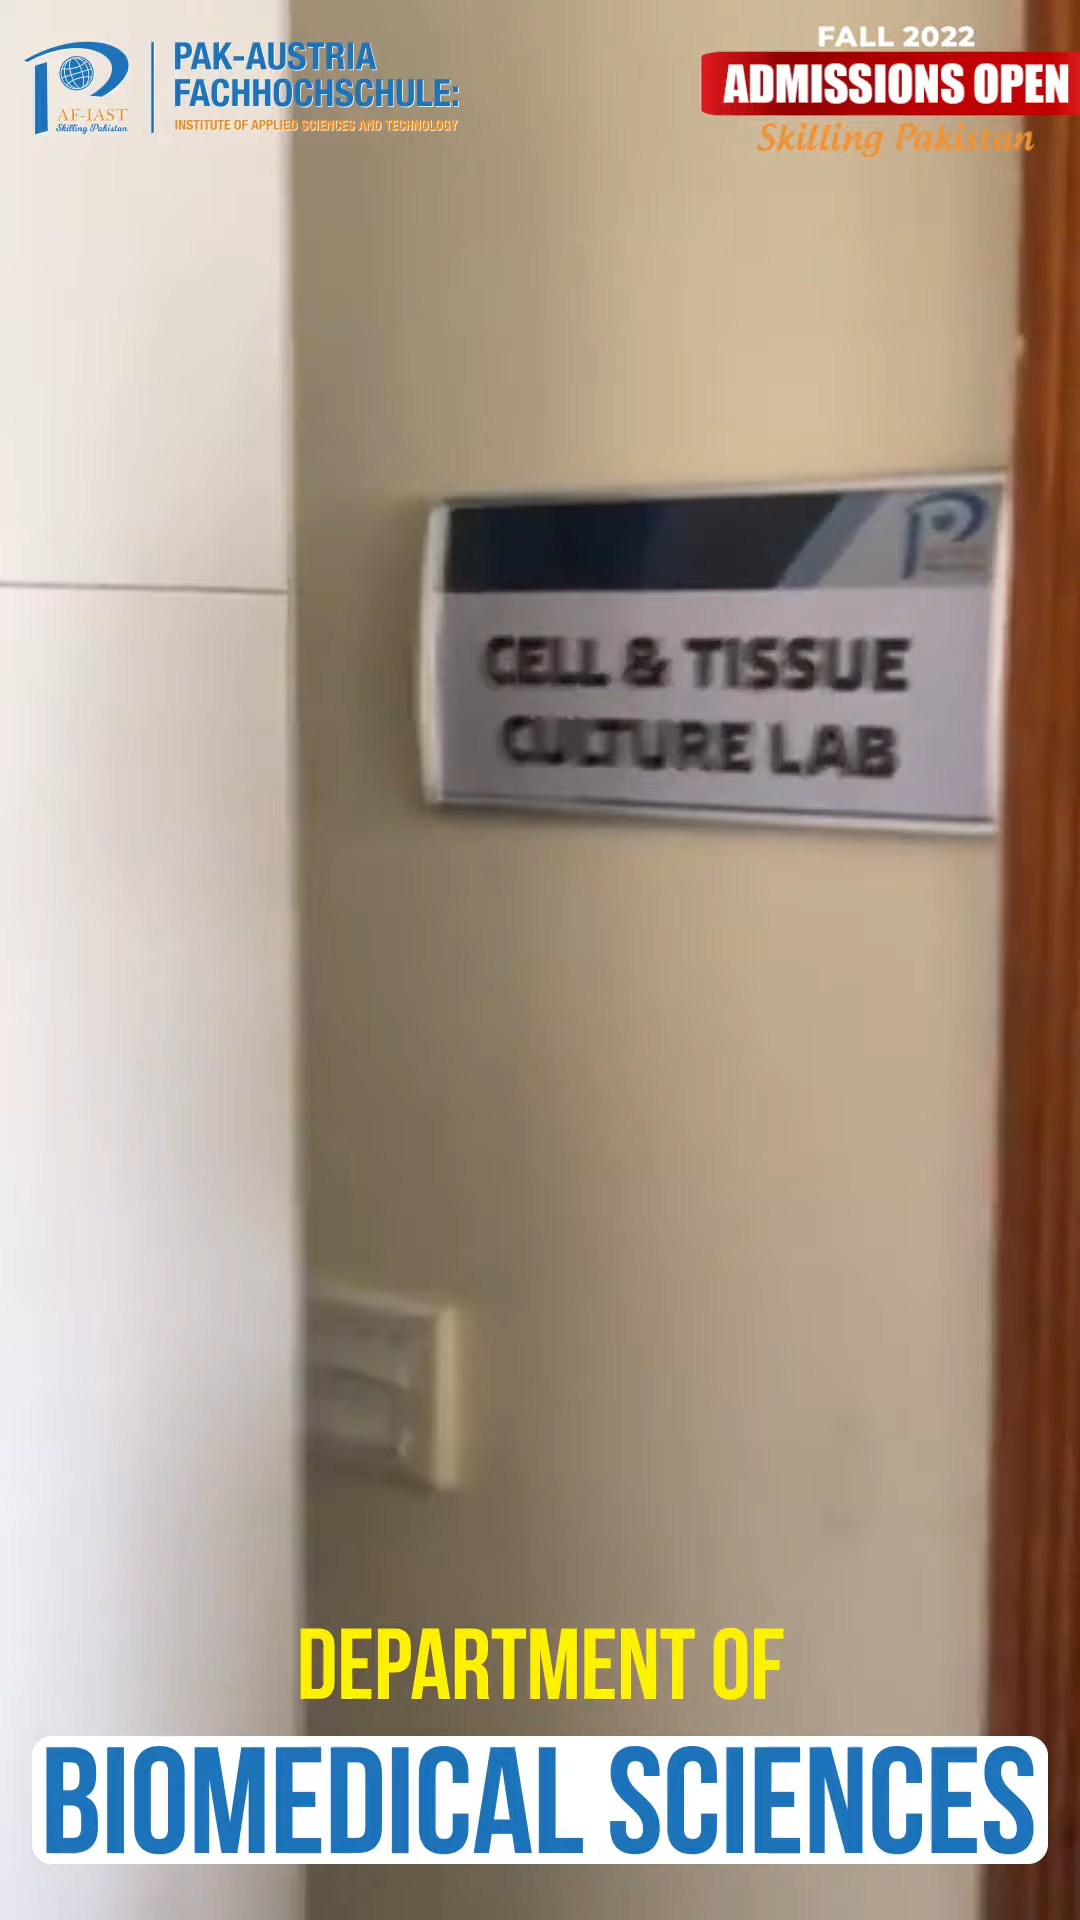 AF-IAST
Skilling Pakistan
PAK-AUSTRIA
FACHHOCHSCHULE:
INSTITUTE OF APPLIED SCIENCES AND TECHNOLOGY
FALL 2022
ADMISSIONS OPEN
Skilling Pakistan
CELL & TISSUE
CULTURE LAB
DEPARTMENT OF
BIOMEDICAL SCIENCES